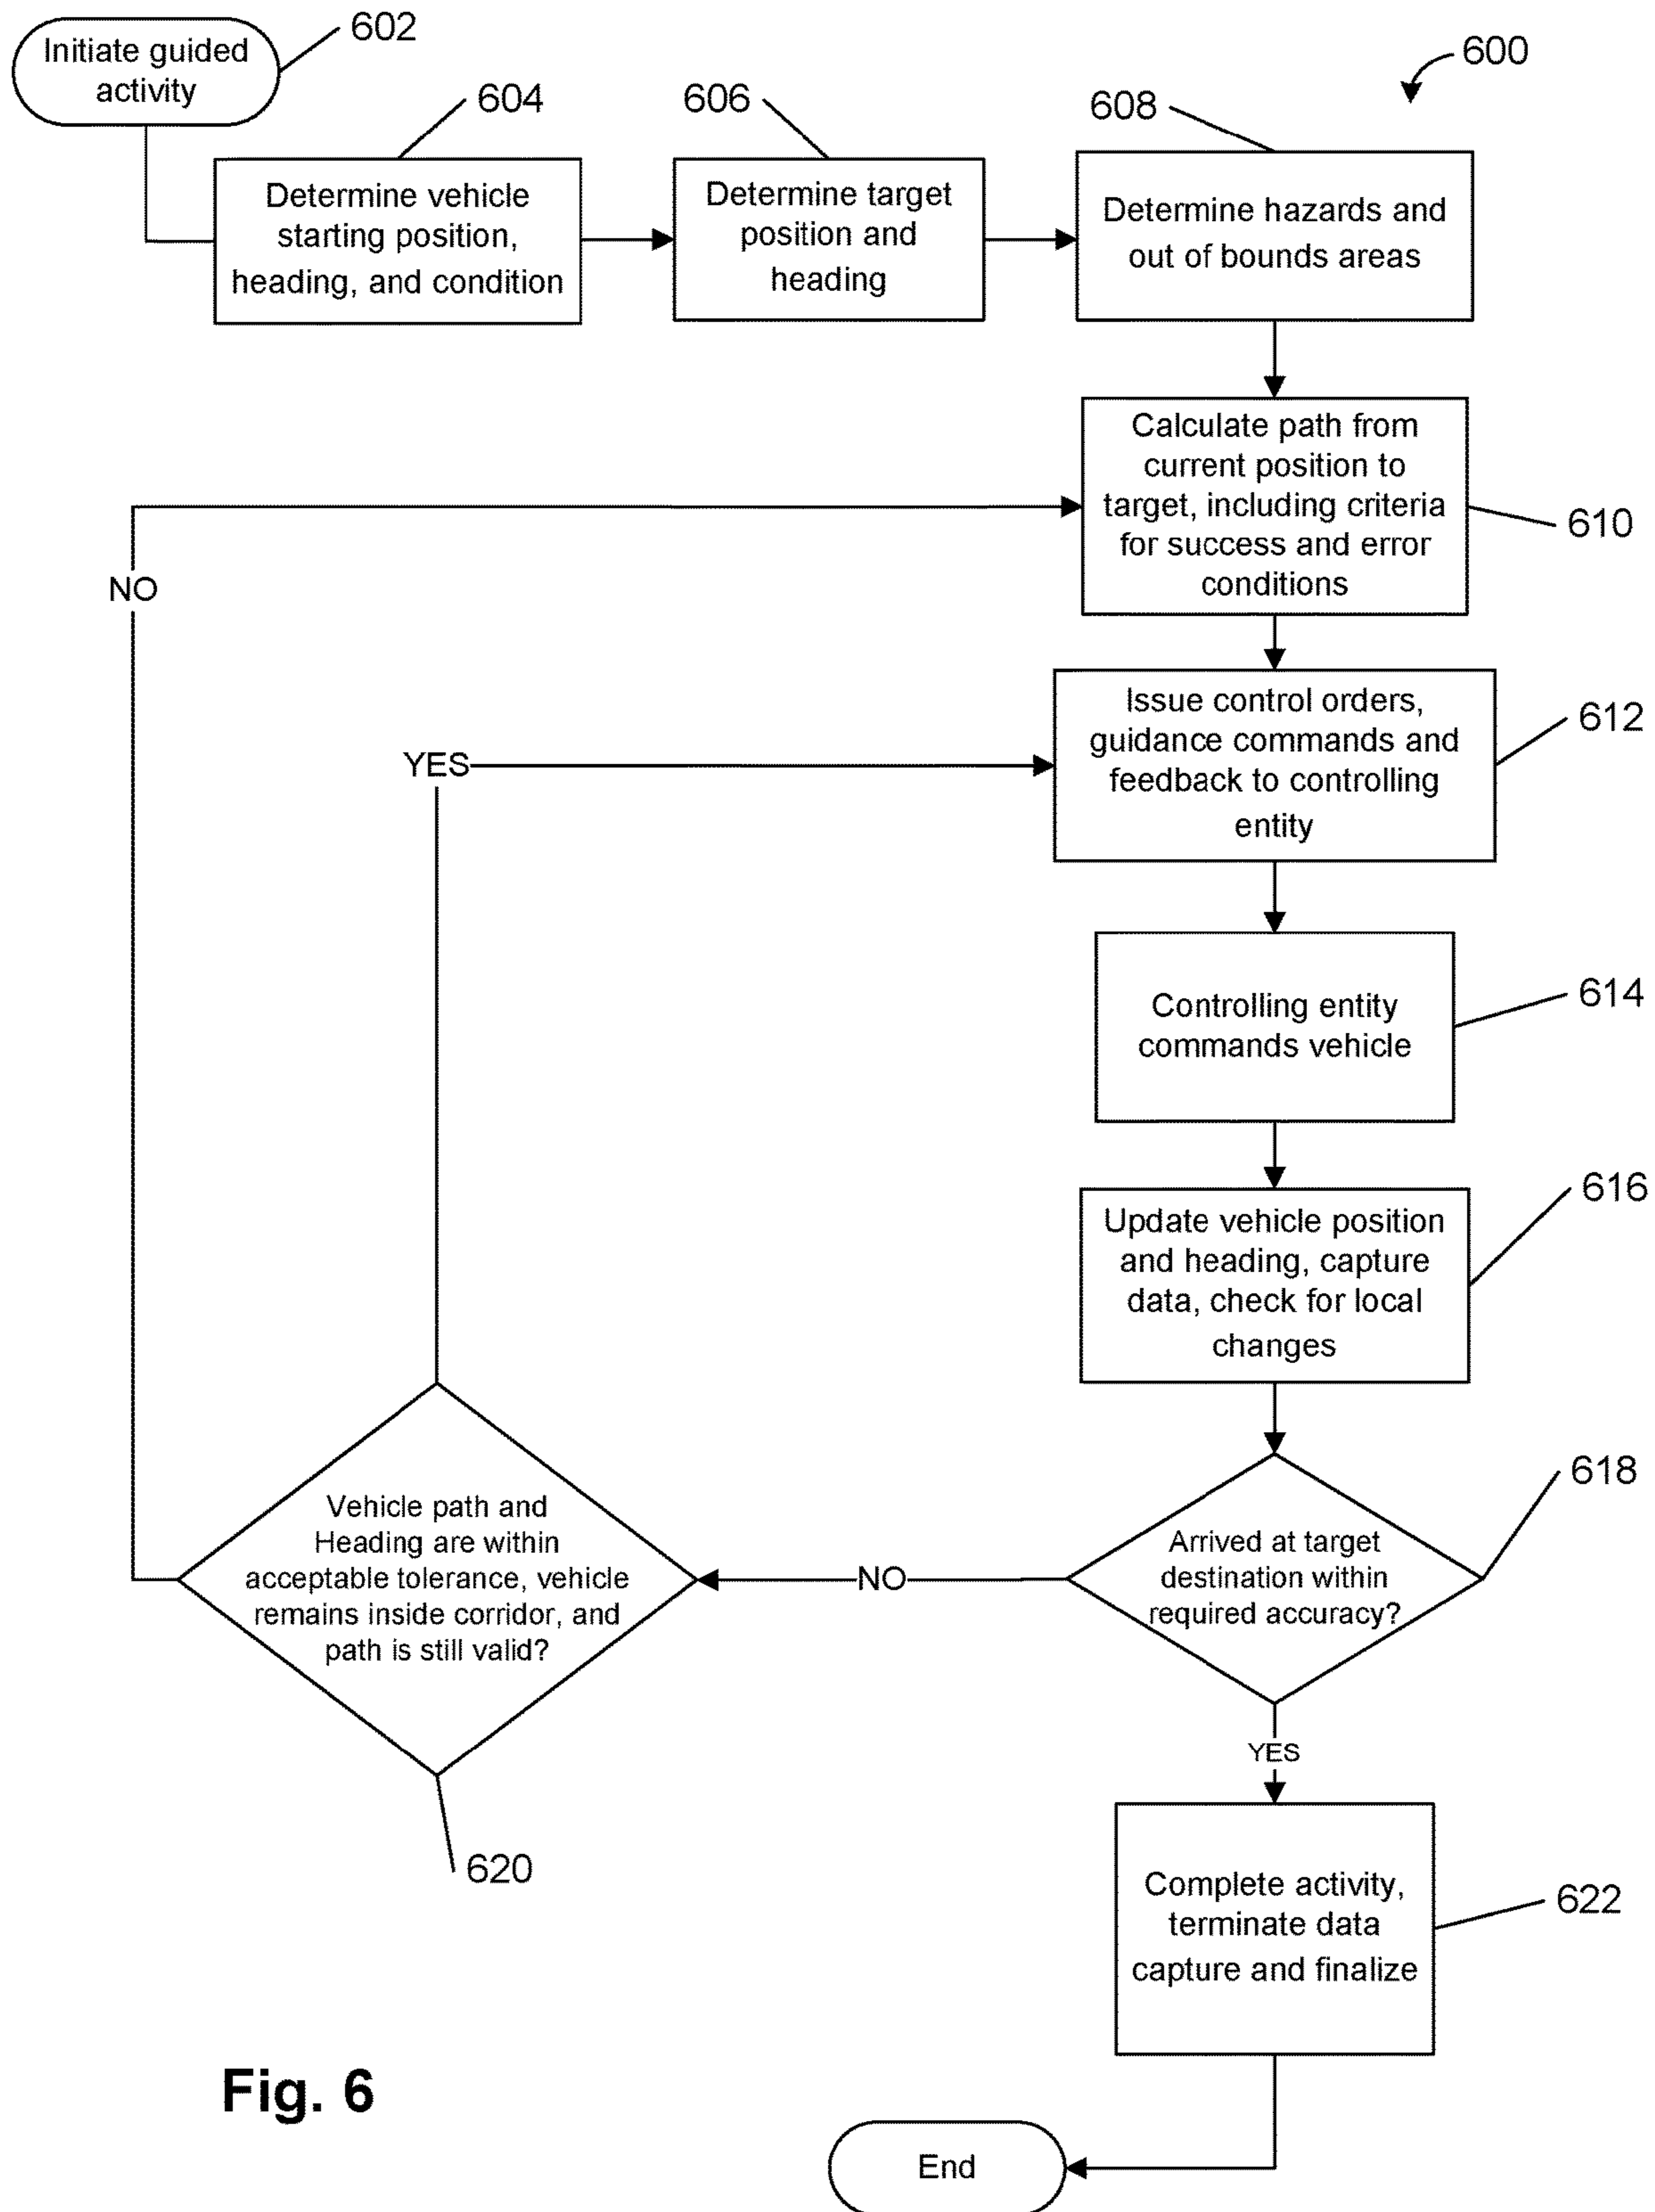 Initiate guided
activity
602
600
604
606
608
Determine vehicle
starting position,
heading, and condition
Determine target
position and
heading
Determine hazards and
out of bounds areas
Calculate path from
current position to
target, including criteria
for success and error
conditions
610
NO
Issue control orders,
guidance commands and
feedback to controlling
entity
612
YES
Controlling entity
commands vehicle
614
Update vehicle position
and heading, capture
data, check for local
changes
616
Arrived at target
destination within
required accuracy?
618
NO
Vehicle path and
Heading are within
acceptable tolerance, vehicle
remains inside corridor, and
path is still valid?
620
YES
Complete activity,
terminate data
capture and finalize
622
Fig. 6
End